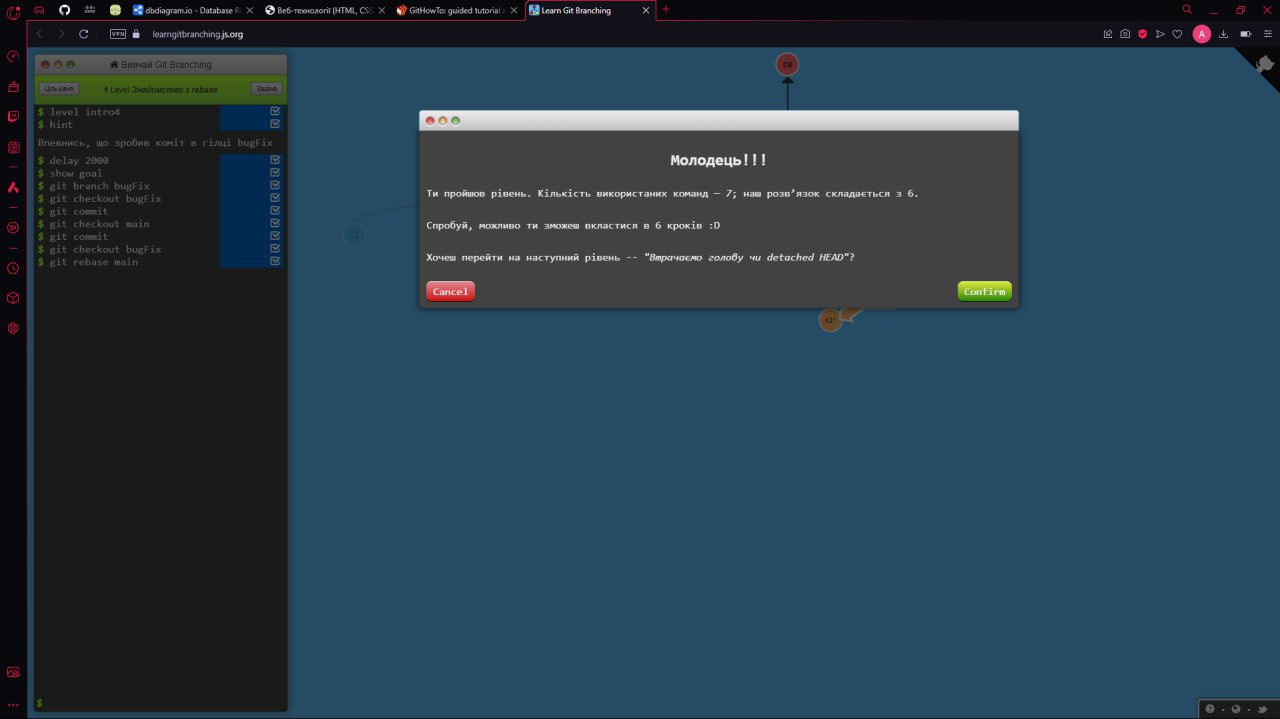 dbdiagram.io - Database R
Веб-технології (HTML, CSS
GitHowTo: guided tutorial
Learn Git Branching
VPN
learngitbranching.js.org
A
Вивчай Git Branching
Ціль рівня
Level Знайомство з rebase
Задача
$ level intro4
$ hint
Впевнись, що зробив коміт в гілці bugFix
$ delay 2000
$ show goal
$ git branch bugFix
$ git checkout bugFix
$ git commit
$ git checkout main
$ git commit
$ git checkout bugFix
$ git rebase main
$
C0
Молодець!!!
Ти пройшов рівень. Кількість використаних команд — 7; наш розв’язок складається з 6.
Спробуй, можливо ти зможеш вкластися в 6 кроків :D
Хочеш перейти на наступний рівень -- "Втрачаємо голову чи detached HEAD"?
Cancel
Confirm
C2'